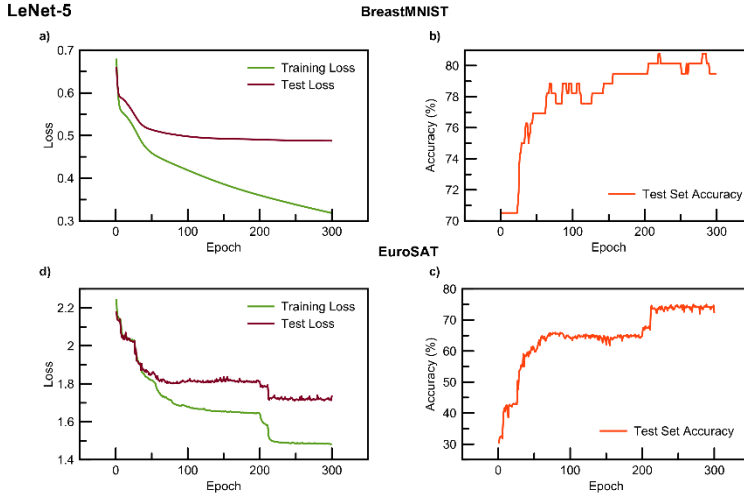 LeNet-5
BreastMNIST
a)
0.7
0.6
0.5
0.4
0.3
Loss
Training Loss
Test Loss
0
100
200
300
Epoch
b)
80
78
76
74
72
70
Accuracy (%)
Test Set Accuracy
0
100
200
300
Epoch
EuroSAT
d)
2.2
2
1.8
1.6
1.4
Loss
Training Loss
Test Loss
0
100
200
300
Epoch
c)
80
70
60
50
40
30
Accuracy (%)
Test Set Accuracy
0
100
200
300
Epoch